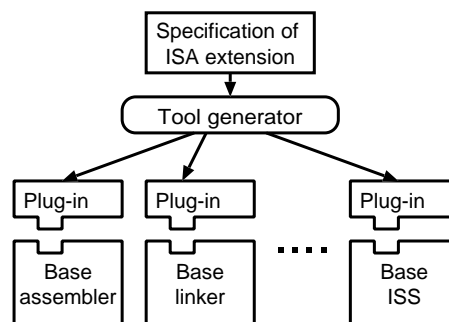 Specification of
ISA extension
Tool generator
Plug-in
Plug-in
Plug-in
Base
assembler
Base
linker
Base
ISS